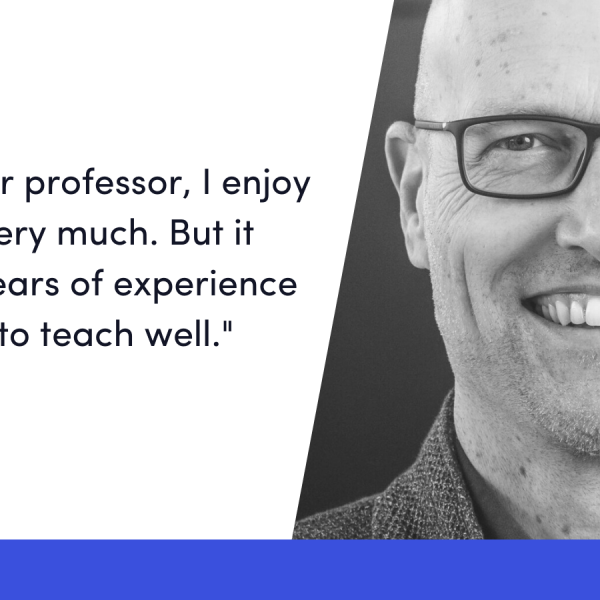 r professor, I enjoy
ery much. But it
ears of experience
to teach well."